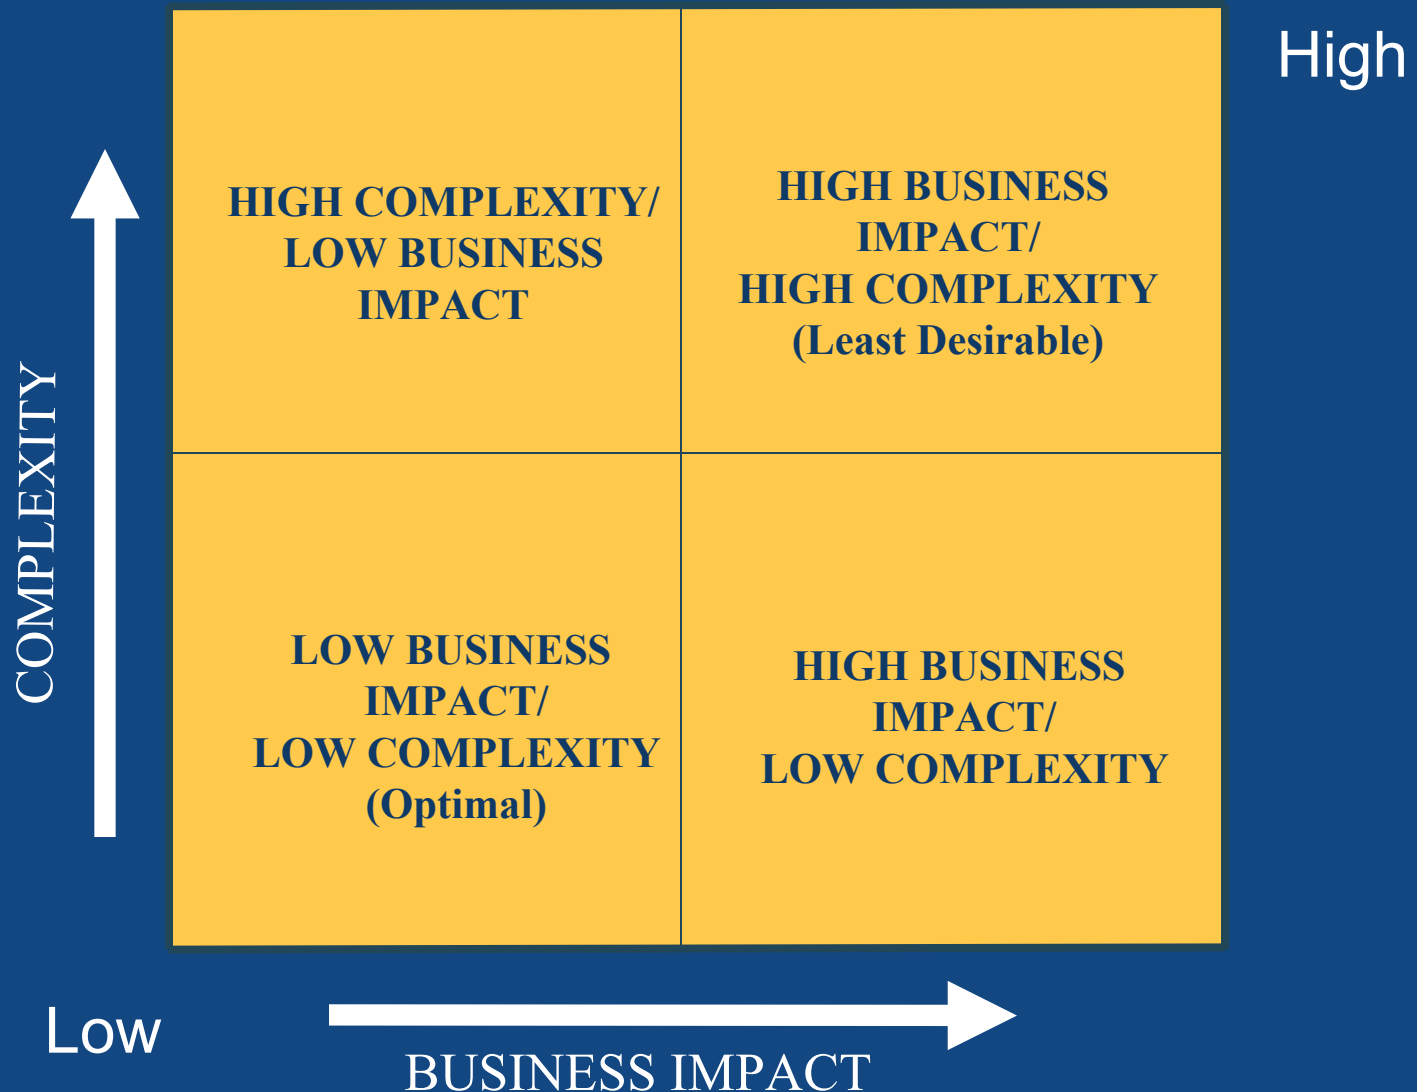 High
HIGH COMPLEXITY/
LOW BUSINESS
IMPACT
HIGH BUSINESS
IMPACT/
HIGH COMPLEXITY
(Least Desirable)
COMPLEXITY
LOW BUSINESS
IMPACT/
LOW COMPLEXITY
(Optimal)
HIGH BUSINESS
IMPACT/
LOW COMPLEXITY
Low
BUSINESS IMPACT